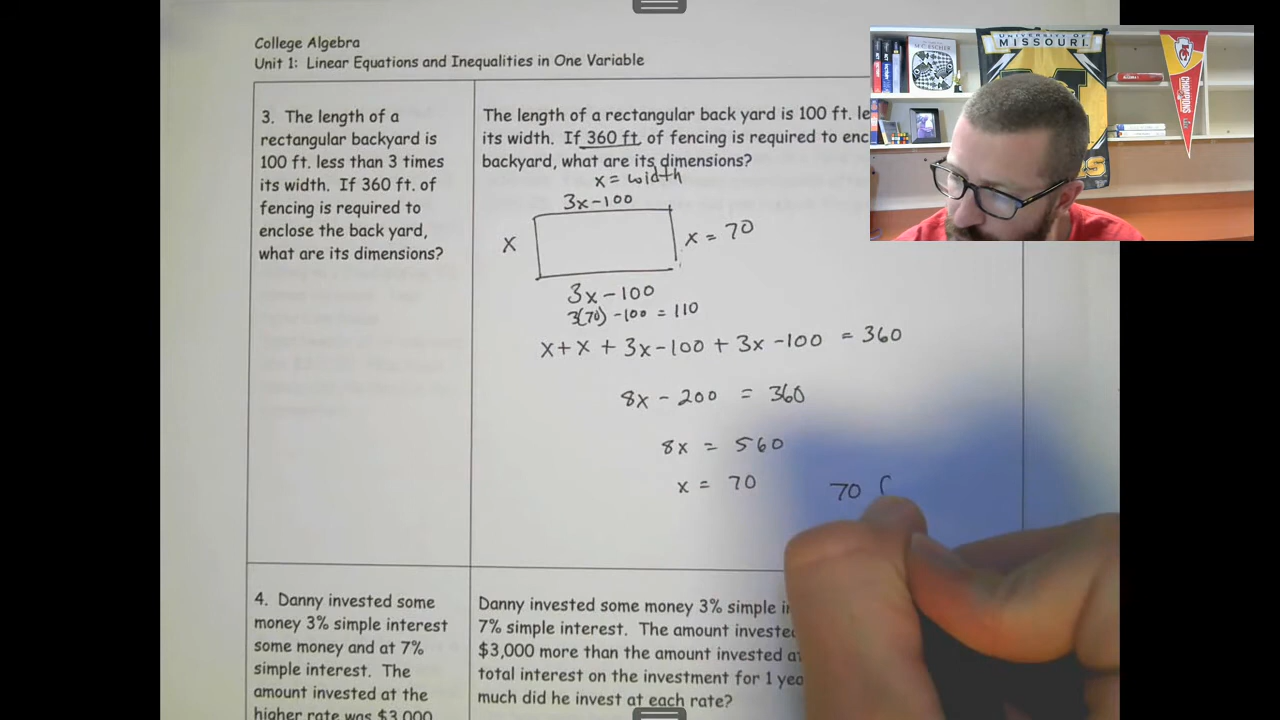 College Algebra
Unit 1: Linear Equations and Inequalities in One Variable
3. The length of a
rectangular backyard is
100 ft. less than 3 times
its width. If 360 ft. of
fencing is required to
enclose the back yard,
what are its dimensions?
The length of a rectangular back yard is 100 ft.
its width. If 360 ft. of fencing is required to
backyard, what are its dimensions?
x = width
3x-100
X
x = 70
3x-100
3(70) -100 = 110
x+x + 3x-100 + 3x -100 = 360
8x - 200 = 360
8x = 560
x = 70
70
4. Danny invested some
money 3% simple interest
some money and at 7%
simple interest. The
amount invested at the
higher rate was $3,000
Danny invested some money 3% simple
7% simple interest. The amount
$3,000 more than the amount invested
total interest on the investment for 1
much did he invest at each rate?
M.C. ESCHER
UNIVERSITY OF
MISSOURI
CHAMPIONS